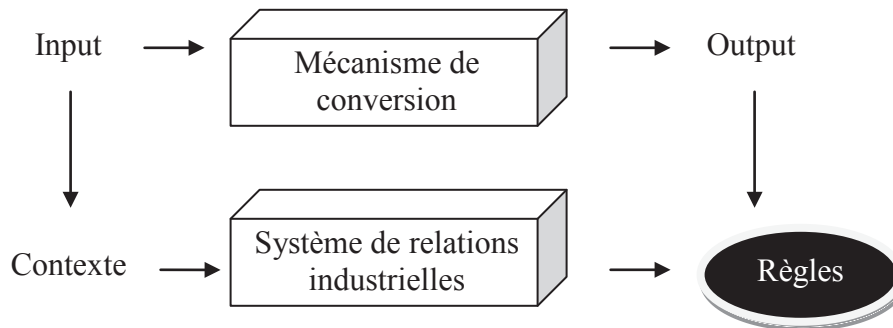 Input
Mécanisme de
conversion
Output
Contexte
Système de relations
industrielles
Règles